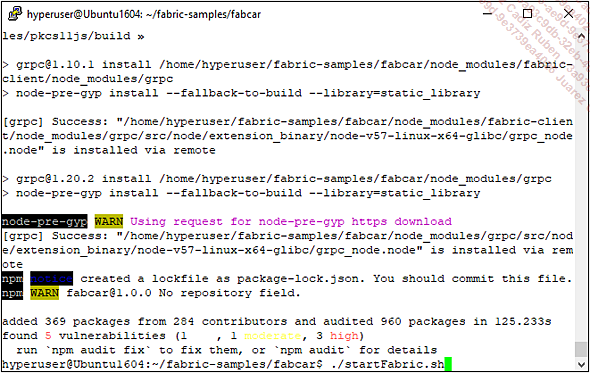 hyperuser@Ubuntu1604: ~/fabric-samples/fabcar
les/pkcs11js/build »
> grpc@1.10.1 install /home/hyperuser/fabric-samples/fabcar/node_modules/fabric-
client/node_modules/grpc
> node-pre-gyp install --fallback-to-build --library=static_library
[grpc] Success: "/home/hyperuser/fabric-samples/fabcar/node_modules/fabric-clien
t/node_modules/grpc/src/node/extension_binary/node-v57-linux-x64-glibc/grpc_node
.node" is installed via remote
> grpc@1.20.2 install /home/hyperuser/fabric-samples/fabcar/node_modules/grpc
> node-pre-gyp install --fallback-to-build --library=static_library
node-pre-gyp WARN Using request for node-pre-gyp https download
[grpc] Success: "/home/hyperuser/fabric-samples/fabcar/node_modules/grpc/src/nod
e/extension_binary/node-v57-linux-x64-glibc/grpc_node.node" is installed via rem
ote
npm notice created a lockfile as package-lock.json. You should commit this file.
npm WARN fabcar@1.0.0 No repository field.
added 369 packages from 284 contributors and audited 960 packages in 125.233s
found 5 vulnerabilities (1 , 1 moderate, 3 high)
run `npm audit fix` to fix them, or `npm audit` for details
hyperuser@Ubuntu1604:~/fabric-samples/fabcar$ ./startFabric.sh